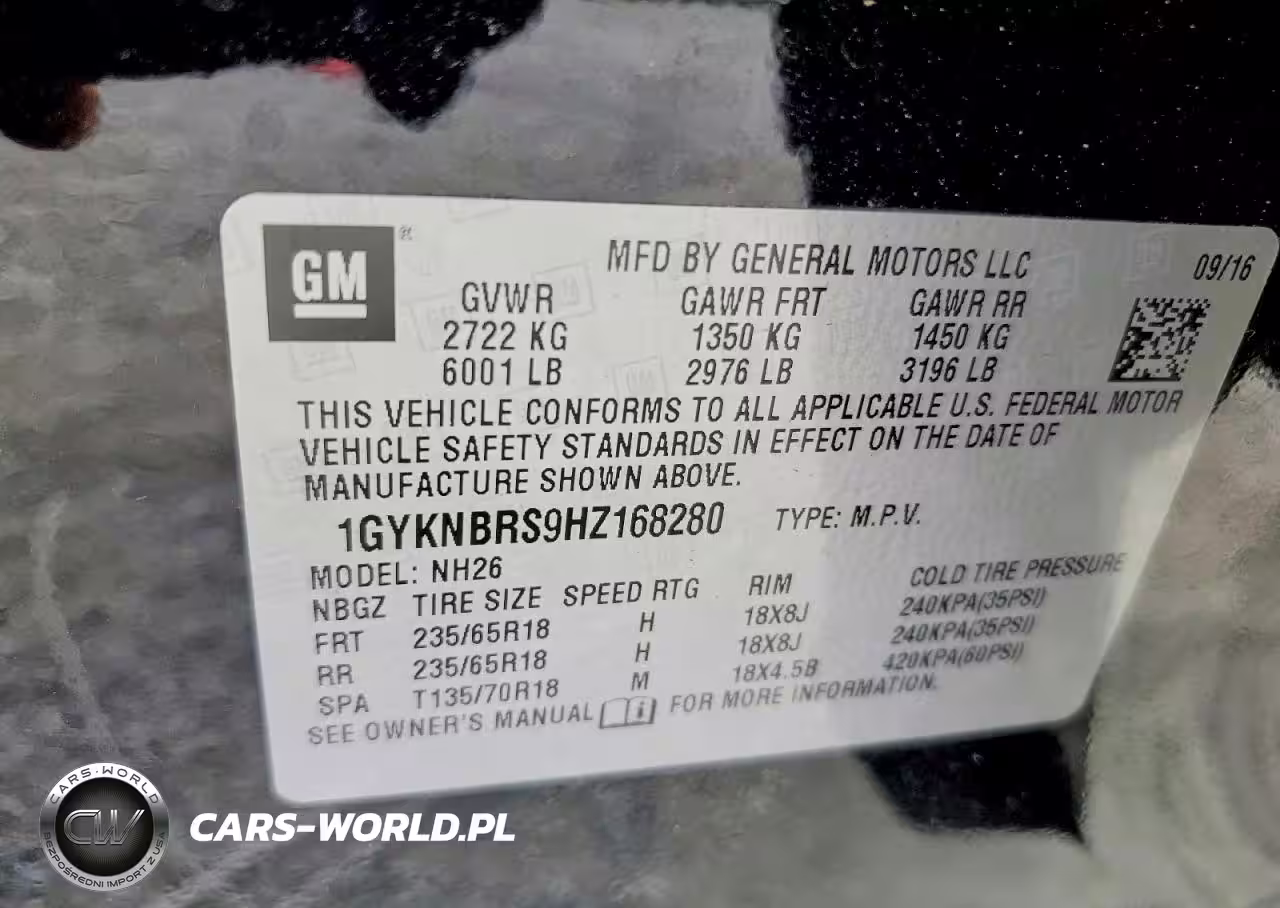 GM®
MFD BY GENERAL MOTORS LLC 09/16
GVWR GAWR FRT GAWR RR
2722 KG 1350 KG 1450 KG
6001 LB 2976 LB 3196 LB
THIS VEHICLE CONFORMS TO ALL APPLICABLE U.S. FEDERAL MOTOR
VEHICLE SAFETY STANDARDS IN EFFECT ON THE DATE OF
MANUFACTURE SHOWN ABOVE.
1GYKNBRS9HZ168280 TYPE: M.P.V.
MODEL: NH26
NBGZ TIRE SIZE SPEED RTG RIM COLD TIRE PRESSURE
FRT 235/65R18 H 18X8J 240KPA(35PSI)
RR 235/65R18 H 18X8J 240KPA(35PSI)
SPA T135/70R18 M 18X4.5B 420KPA(60PSI)
SEE OWNER'S MANUAL FOR MORE INFORMATION.
CARS-WORLD
CW
BEZPOŚREDNI IMPORT Z USA
CARS-WORLD.PL